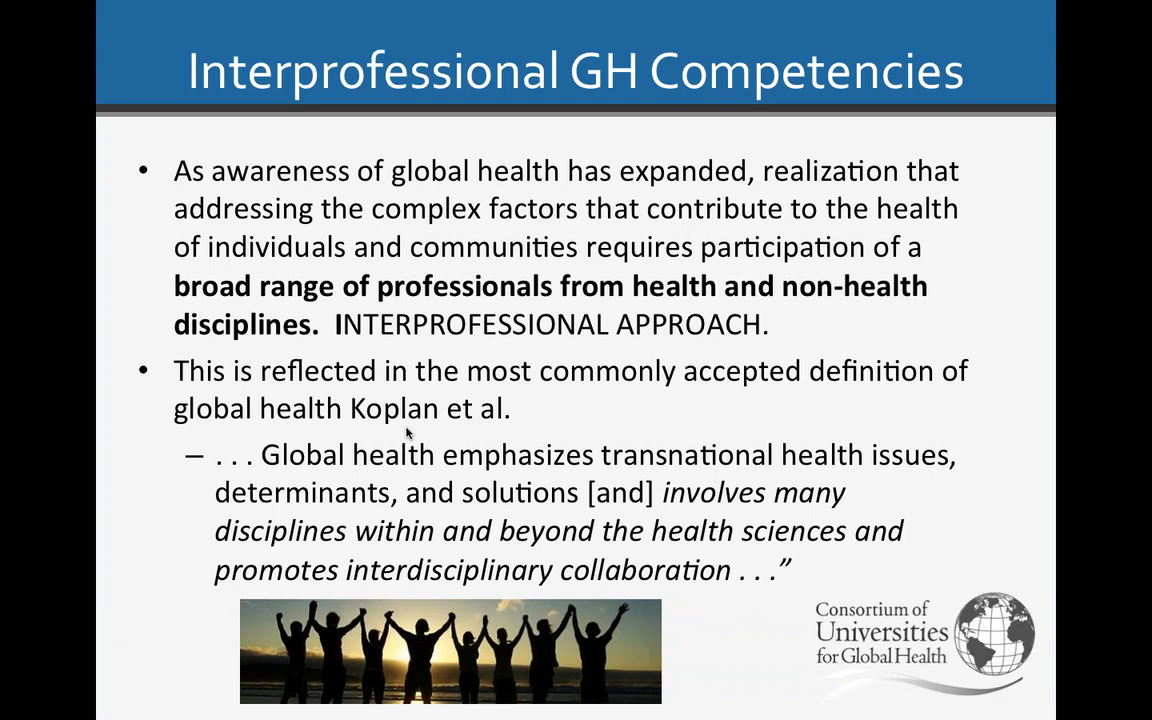 Interprofessional GH Competencies
• As awareness of global health has expanded, realization that
addressing the complex factors that contribute to the health
of individuals and communities requires participation of a
broad range of professionals from health and non-health
disciplines.  INTERPROFESSIONAL APPROACH.
• This is reflected in the most commonly accepted definition of
global health Koplan et al.
– . . . Global health emphasizes transnational health issues,
determinants, and solutions [and] involves many
disciplines within and beyond the health sciences and
promotes interdisciplinary collaboration . . .”
Consortium of
Universities
for Global Health